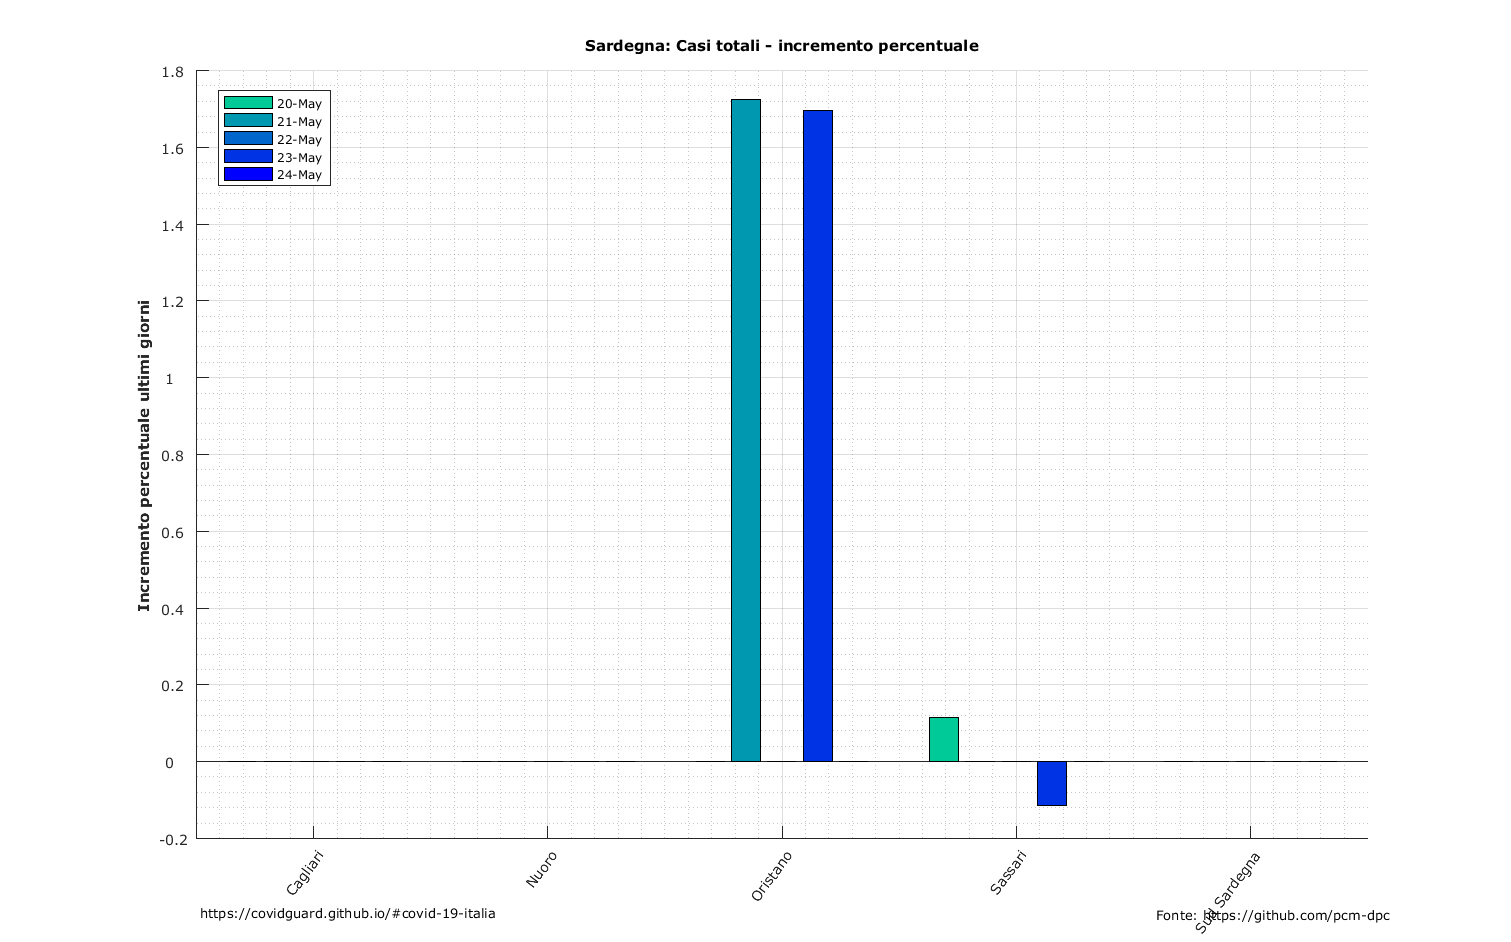 Sardegna: Casi totali - incremento percentuale
1.8
1.6
1.4
1.2
1
0.8
0.6
0.4
0.2
0
-0.2
Incremento percentuale ultimi giorni
20-May
21-May
22-May
23-May
24-May
Cagliari
Nuoro
Oristano
Sassari
Sud Sardegna
https://covidguard.github.io/#covid-19-italia
Fonte: https://github.com/pcm-dpc